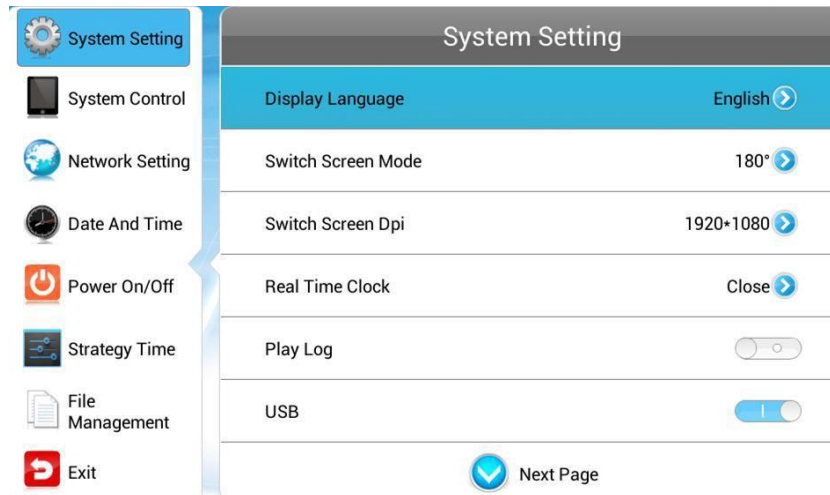 System Setting
System Control
Network Setting
Date And Time
Power On/Off
Strategy Time
File
Management
Exit
System Setting
Display Language English
Switch Screen Mode 180°
Switch Screen Dpi 1920*1080
Real Time Clock Close
Play Log
USB
Next Page